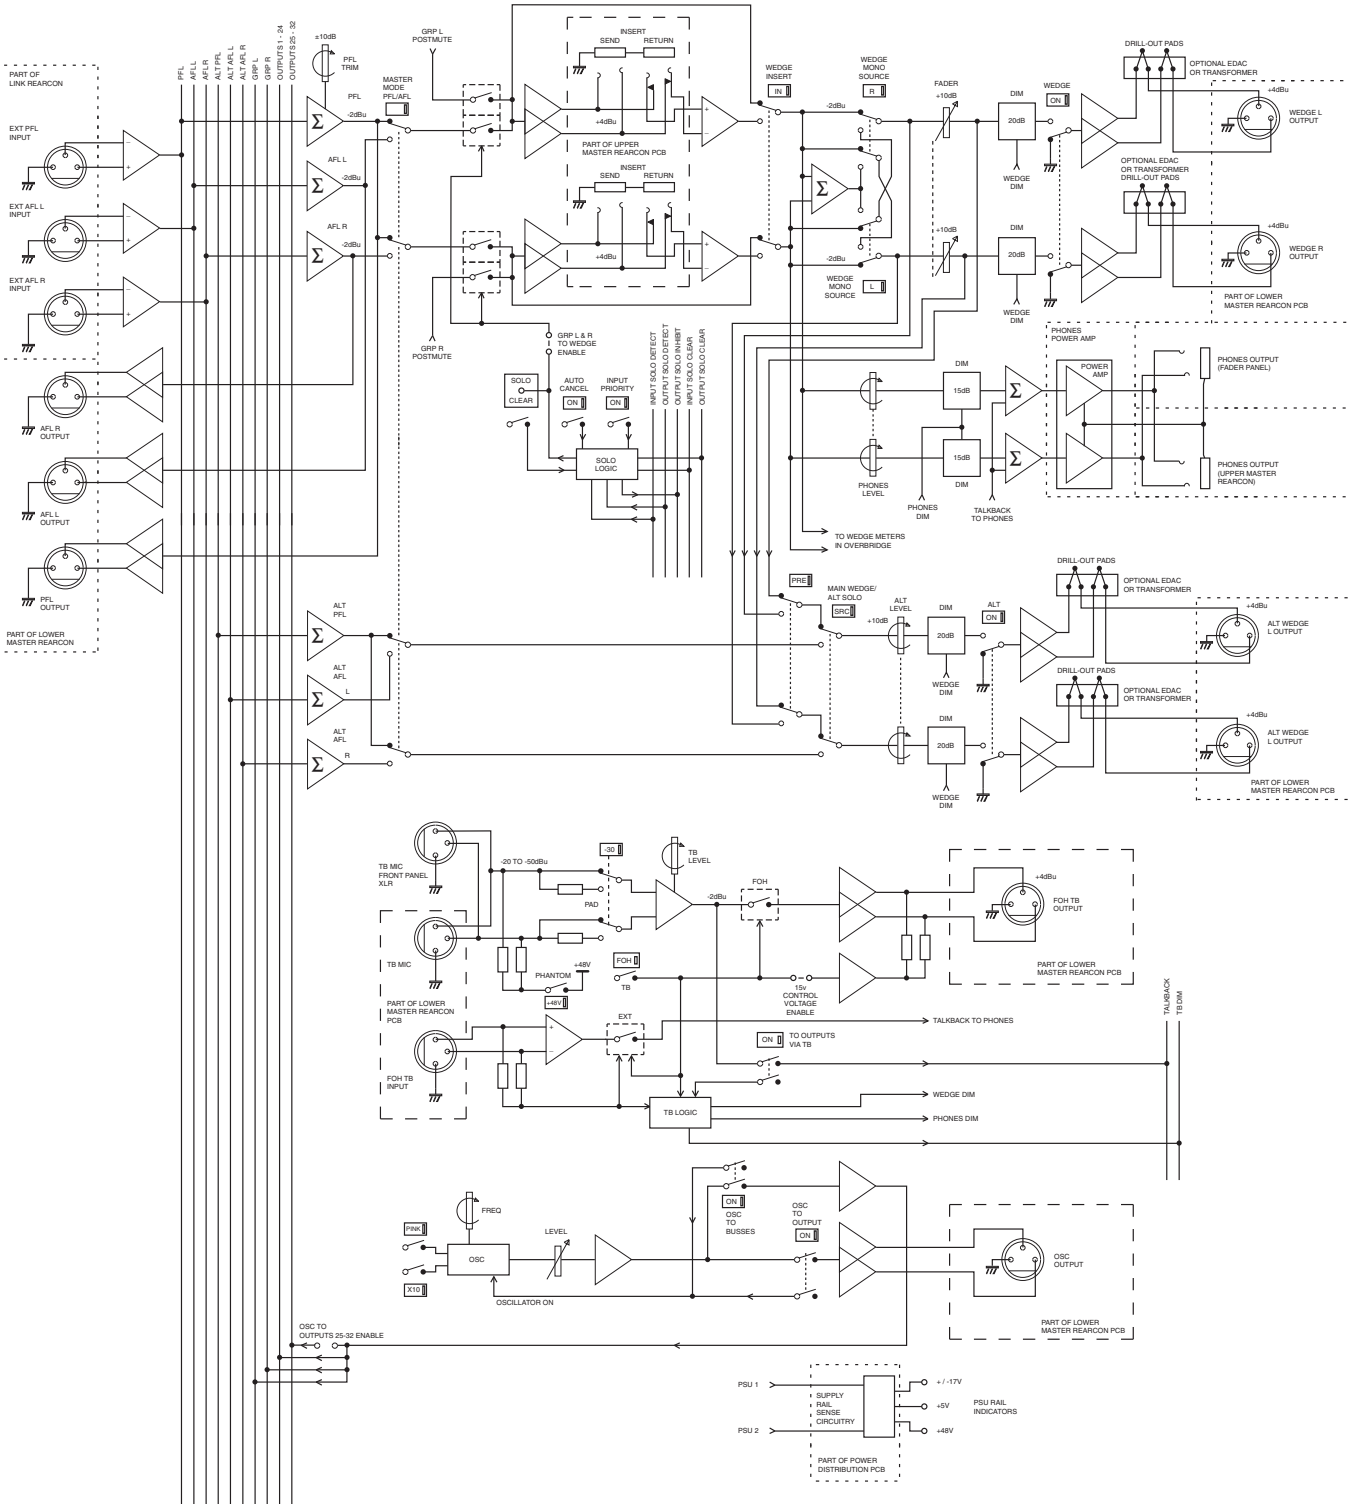 PART OF
LINK REARCON
EXT PFL
INPUT
EXT AFL L
INPUT
EXT AFL R
INPUT
AFL R
OUTPUT
AFL L
OUTPUT
PFL
OUTPUT
PART OF LOWER
MASTER REARCON
PFL
AFL L
AFL R
ALT PFL
ALT AFL L
ALT AFL R
GRP L
GRP R
OUTPUTS 1 - 24
OUTPUTS 25 - 32
±10dB
PFL
TRIM
PFL
-2dBu
Σ
AFL L
-2dBu
Σ
AFL R
-2dBu
Σ
MASTER
MODE
PFL/AFL
GRP L
POSTMUTE
GRP R
POSTMUTE
INSERT
SEND
RETURN
+4dBu
PART OF UPPER
MASTER REARCON PCB
INSERT
SEND
RETURN
+4dBu
+
−
+
−
WEDGE
INSERT
IN
WEDGE
MONO
SOURCE
R
-2dBu
Σ
-2dBu
WEDGE
MONO
SOURCE
L
FADER
+10dB
+10dB
DIM
20dB
WEDGE
DIM
DIM
20dB
WEDGE
DIM
WEDGE
ON
DRILL-OUT PADS
OPTIONAL EDAC
OR TRANSFORMER
+4dBu
WEDGE L
OUTPUT
OPTIONAL EDAC
OR TRANSFORMER
DRILL-OUT PADS
+4dBu
WEDGE R
OUTPUT
PART OF LOWER
MASTER REARCON PCB
GRP L & R
TO WEDGE
ENABLE
SOLO
CLEAR
AUTO
CANCEL
ON
INPUT
PRIORITY
ON
SOLO
LOGIC
INPUT SOLO DETECT
OUTPUT SOLO DETECT
OUTPUT SOLO INHIBIT
INPUT SOLO CLEAR
OUTPUT SOLO CLEAR
PHONES
LEVEL
DIM
15dB
15dB
DIM
PHONES
DIM
TALKBACK
TO PHONES
Σ
Σ
PHONES
POWER AMP
POWER
AMP
PHONES OUTPUT
(FADER PANEL)
PHONES OUTPUT
(UPPER MASTER
REARCON)
TO WEDGE METERS
IN OVERBRIDGE
ALT
PFL
Σ
ALT
AFL
L
Σ
ALT
AFL
R
Σ
PRE
MAIN WEDGE/
ALT SOLO
SRC
ALT
LEVEL
+10dB
DIM
20dB
WEDGE
DIM
DIM
20dB
WEDGE
DIM
ALT
ON
DRILL-OUT PADS
OPTIONAL EDAC
OR TRANSFORMER
+4dBu
ALT WEDGE
L OUTPUT
DRILL-OUT PADS
OPTIONAL EDAC
OR TRANSFORMER
+4dBu
ALT WEDGE
L OUTPUT
PART OF LOWER
MASTER REARCON PCB
TB MIC
FRONT PANEL
XLR
TB MIC
PART OF LOWER
MASTER REARCON
PCB
FOH TB
INPUT
-20 TO -50dBu
-30
PAD
PHANTOM
+48V
+48V
TB
LEVEL
-2dBu
FOH
FOH
TB
15v
CONTROL
VOLTAGE
ENABLE
+4dBu
FOH TB
OUTPUT
PART OF LOWER
MASTER REARCON PCB
+
−
EXT
TALKBACK TO PHONES
ON
TO OUTPUTS
VIA TB
TB LOGIC
WEDGE DIM
PHONES DIM
TALKBACK
TB DIM
PINK
X10
FREQ
OSC
LEVEL
OSCILLATOR ON
ON
OSC
TO
BUSSES
OSC
TO
OUTPUT
ON
OSC
OUTPUT
PART OF LOWER
MASTER REARCON PCB
OSC TO
OUTPUTS 25-32 ENABLE
PSU 1
PSU 2
SUPPLY
RAIL
SENSE
CIRCUITRY
+ / -17V
+5V
+48V
PSU RAIL
INDICATORS
PART OF POWER
DISTRIBUTION PCB